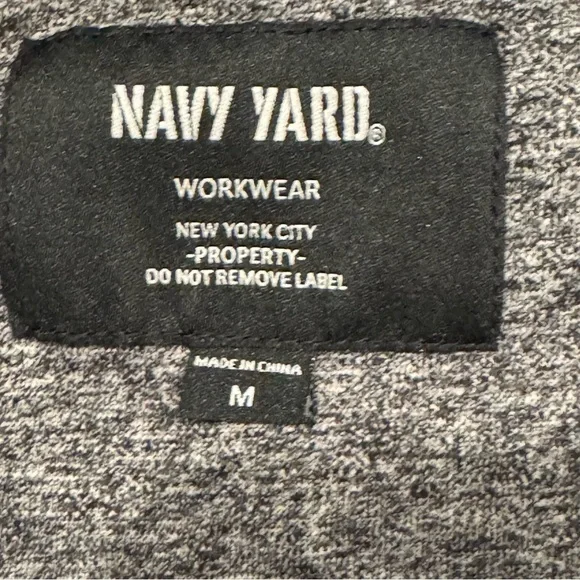 NAVY YARD®
WORKWEAR
NEW YORK CITY
-PROPERTY-
DO NOT REMOVE LABEL
MADE IN CHINA
M